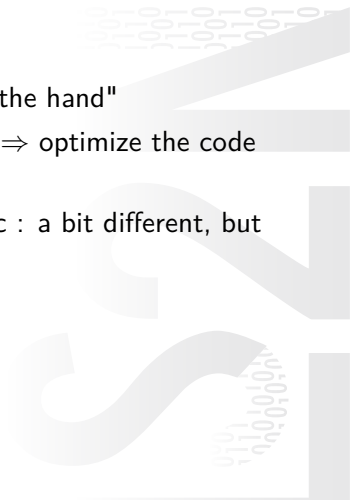 the hand"
⇒ optimize the code
c : a bit different, but